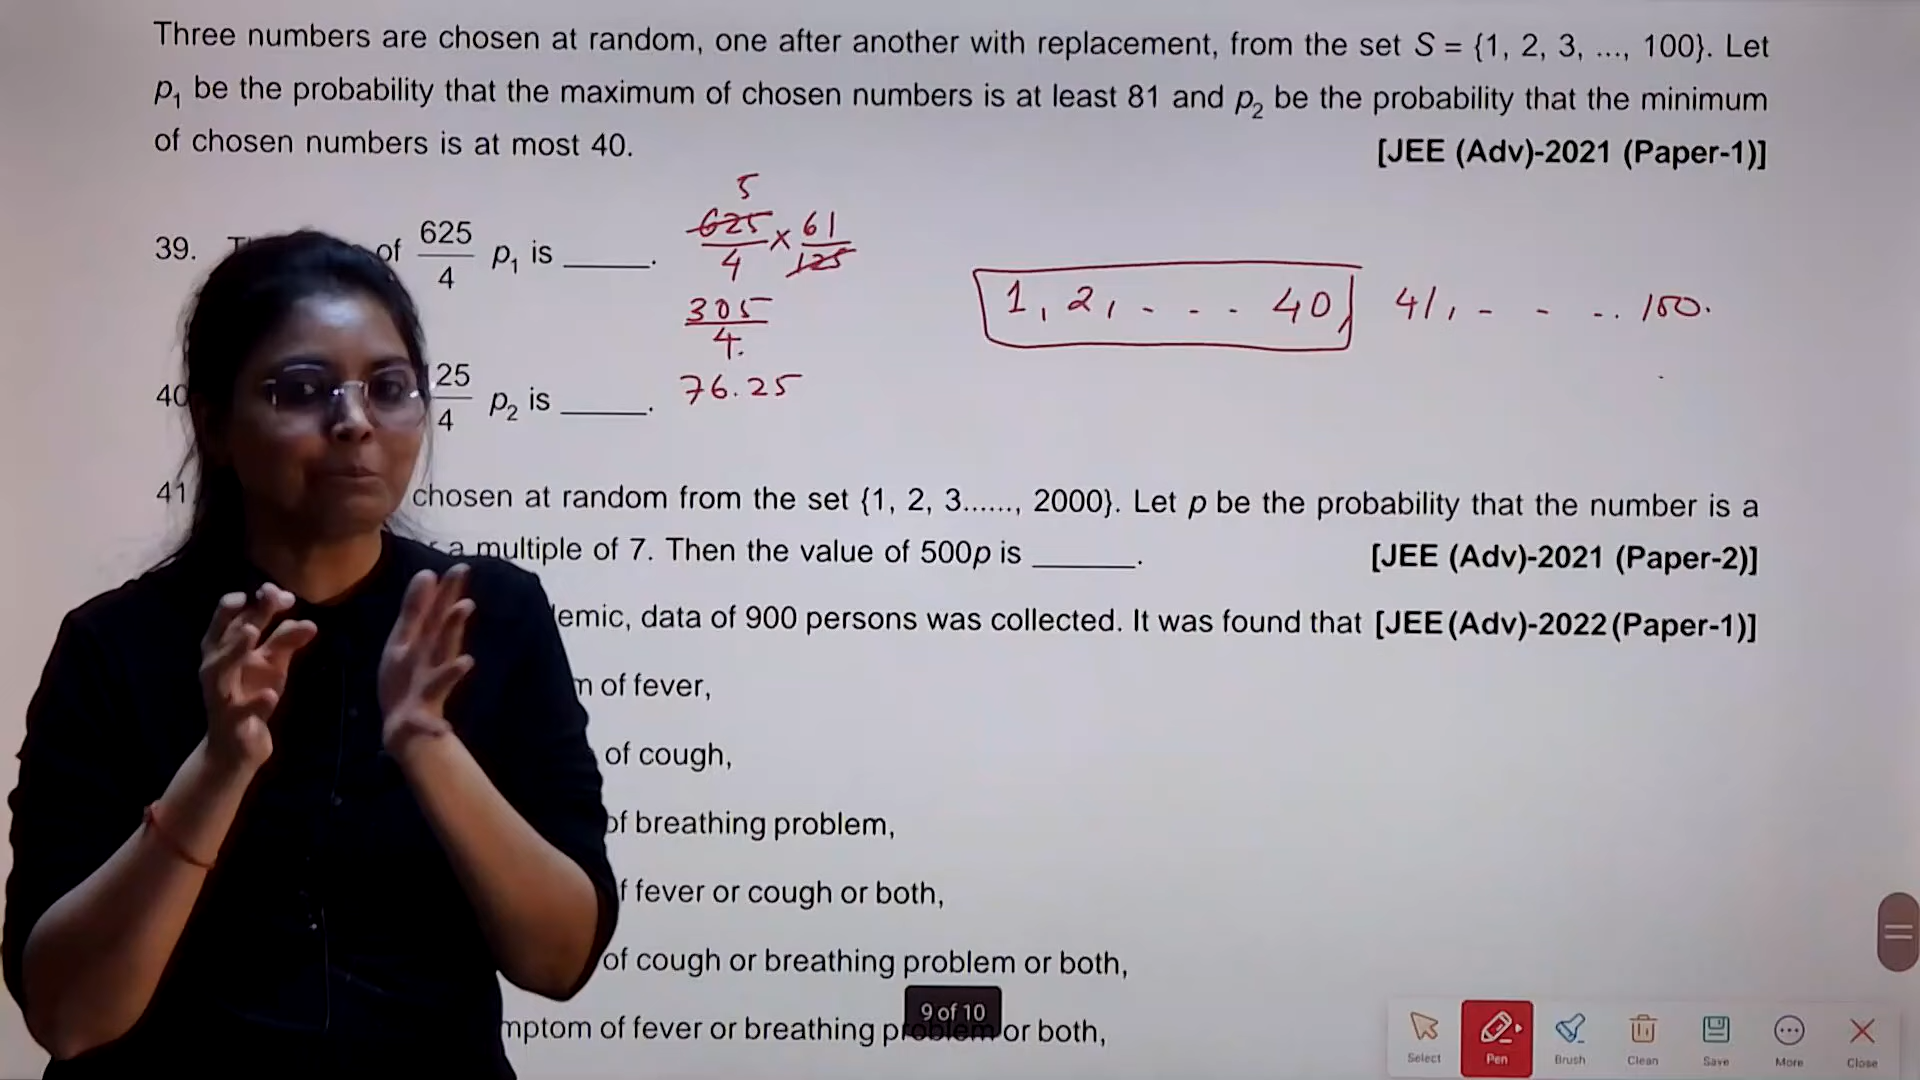 Three numbers are chosen at random, one after another with replacement, from the set S = {1, 2, 3, ..., 100}. Let
p₁ be the probability that the maximum of chosen numbers is at least 81 and p₂ be the probability that the minimum
of chosen numbers is at most 40. [JEE (Adv)-2021 (Paper-1)]
39. of 625/4 p₁ is _____.
5
625/4 × 61/125
305/4.
76.25
1, 2, - - - 40, 41, - - -.. 100.
40 25/4 p₂ is _____.
41 chosen at random from the set {1, 2, 3......, 2000}. Let p be the probability that the number is a
a multiple of 7. Then the value of 500p is ______. [JEE (Adv)-2021 (Paper-2)]
emic, data of 900 persons was collected. It was found that [JEE (Adv)-2022 (Paper-1)]
of fever,
of cough,
of breathing problem,
fever or cough or both,
of cough or breathing problem or both,
mptom of fever or breathing problem or both,
9 of 10
Select Pen Brush Clean Save More Close